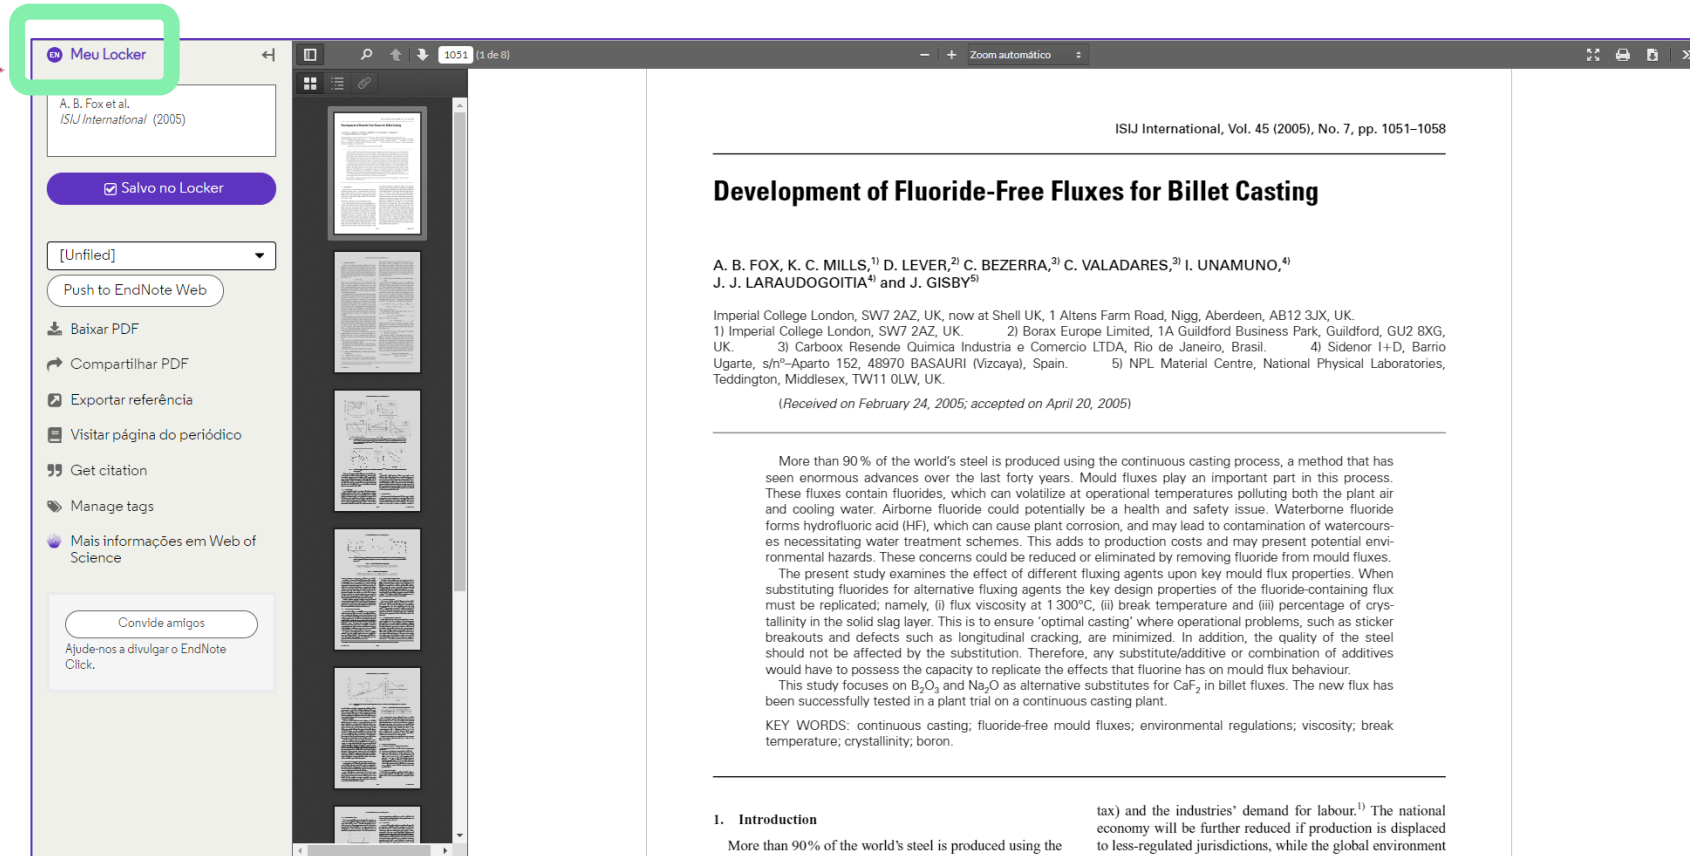 EN Meu Locker
A. B. Fox et al.
ISIJ International (2005)
Salvo no Locker
[Unfiled]
Push to EndNote Web
Baixar PDF
Compartilhar PDF
Exportar referência
Visitar página do periódico
Get citation
Manage tags
Mais informações em Web of
Science
Convide amigos
Ajude-nos a divulgar o EndNote
Click.
1051 (1 de 8)
Zoom automático
ISIJ International, Vol. 45 (2005), No. 7, pp. 1051–1058
Development of Fluoride-Free Fluxes for Billet Casting
A. B. FOX, K. C. MILLS,1) D. LEVER,2) C. BEZERRA,3) C. VALADARES,3) I. UNAMUNO,4)
J. J. LARAUDOGOITIA4) and J. GISBY5)
Imperial College London, SW7 2AZ, UK, now at Shell UK, 1 Altens Farm Road, Nigg, Aberdeen, AB12 3JX, UK.
1) Imperial College London, SW7 2AZ, UK. 2) Borax Europe Limited, 1A Guildford Business Park, Guildford, GU2 8XG,
UK. 3) Carboox Resende Quimica Industria e Comercio LTDA, Rio de Janeiro, Brasil. 4) Sidenor I+D, Barrio
Ugarte, s/nº–Aparto 152, 48970 BASAURI (Vizcaya), Spain. 5) NPL Material Centre, National Physical Laboratories,
Teddington, Middlesex, TW11 0LW, UK.
(Received on February 24, 2005; accepted on April 20, 2005)
More than 90 % of the world's steel is produced using the continuous casting process, a method that has
seen enormous advances over the last forty years. Mould fluxes play an important part in this process.
These fluxes contain fluorides, which can volatilize at operational temperatures polluting both the plant air
and cooling water. Airborne fluoride could potentially be a health and safety issue. Waterborne fluoride
forms hydrofluoric acid (HF), which can cause plant corrosion, and may lead to contamination of watercours-
es necessitating water treatment schemes. This adds to production costs and may present potential envi-
ronmental hazards. These concerns could be reduced or eliminated by removing fluoride from mould fluxes.
The present study examines the effect of different fluxing agents upon key mould flux properties. When
substituting fluorides for alternative fluxing agents the key design properties of the fluoride-containing flux
must be replicated; namely, (i) flux viscosity at 1 300°C, (ii) break temperature and (iii) percentage of crys-
tallinity in the solid slag layer. This is to ensure 'optimal casting' where operational problems, such as sticker
breakouts and defects such as longitudinal cracking, are minimized. In addition, the quality of the steel
should not be affected by the substitution. Therefore, any substitute/additive or combination of additives
would have to possess the capacity to replicate the effects that fluorine has on mould flux behaviour.
This study focuses on B2O3 and Na2O as alternative substitutes for CaF2 in billet fluxes. The new flux has
been successfully tested in a plant trial on a continuous casting plant.
KEY WORDS: continuous casting; fluoride-free mould fluxes; environmental regulations; viscosity; break
temperature; crystallinity; boron.
1. Introduction
More than 90% of the world's steel is produced using the
tax) and the industries' demand for labour.1) The national
economy will be further reduced if production is displaced
to less-regulated jurisdictions, while the global environment